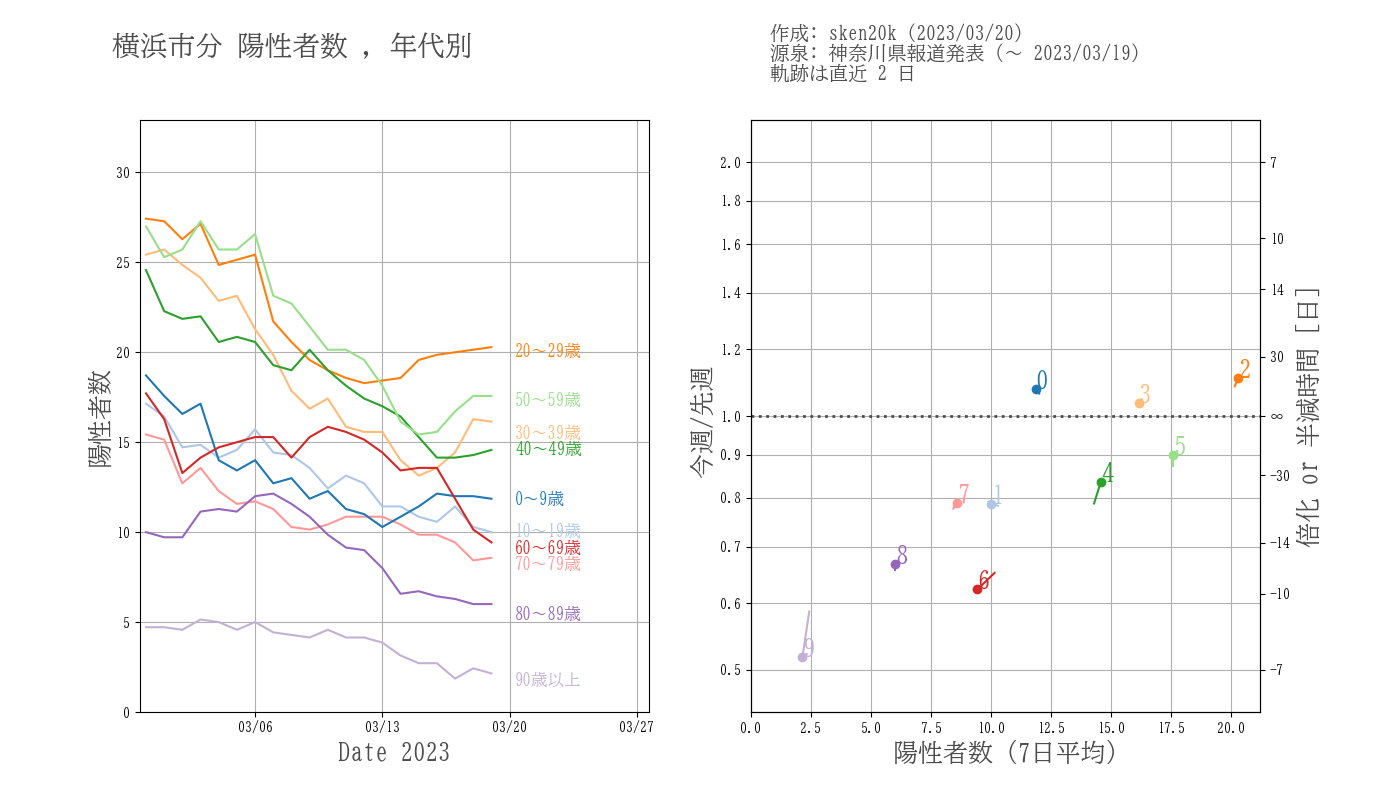 横浜市分 陽性者数 , 年代別
作成: sken20k (2023/03/20)
源泉: 神奈川県報道発表 (〜 2023/03/19)
軌跡は直近 2 日
陽性者数
30
25
20
15
10
5
0
20〜29歳
50〜59歳
30〜39歳
40〜49歳
0〜9歳
10〜19歳
60〜69歳
70〜79歳
80〜89歳
90歳以上
03/06
03/13
03/20
03/27
Date 2023
今週/先週
2.0
1.8
1.6
1.4
1.2
1.0
0.9
0.8
0.7
0.6
0.5
0
1
2
3
4
5
6
7
8
9
7
10
14
30
∞
−30
−14
−10
−7
倍化 or 半減時間 [日]
0.0
2.5
5.0
7.5
10.0
12.5
15.0
17.5
20.0
陽性者数 (7日平均)